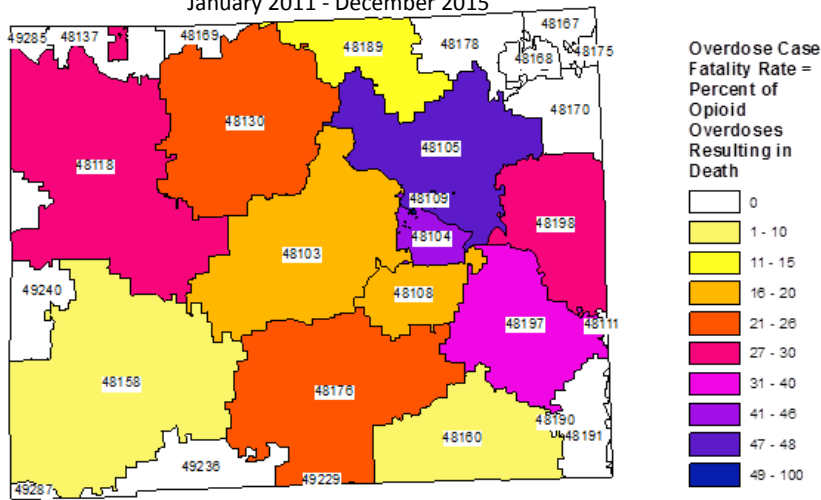 January 2011 - December 2015
49285
48137
48169
48189
48178
48167
48168
48175
48170
48130
48105
48118
48109
48198
48104
48103
49240
48108
48197
48111
48158
48176
48160
48190
48191
49236
49287
49229
Overdose Case
Fatality Rate =
Percent of
Opioid
Overdoses
Resulting in
Death
0
1 - 10
11 - 15
16 - 20
21 - 26
27 - 30
31 - 40
41 - 46
47 - 48
49 - 100